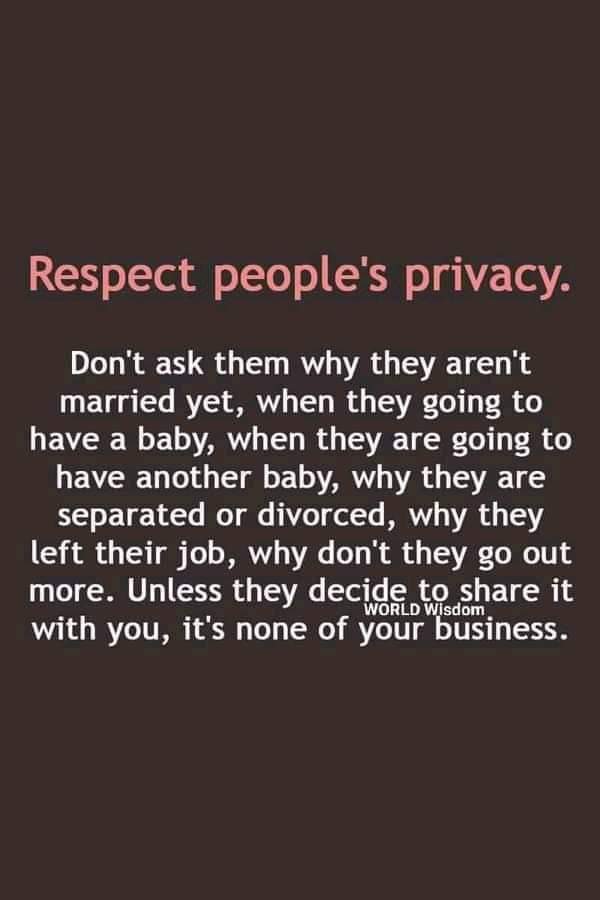 Respect people's privacy.
Don't ask them why they aren't
married yet, when they going to
have a baby, when they are going to
have another baby, why they are
separated or divorced, why they
left their job, why don't they go out
more. Unless they decide to share it
WORLD Wisdom
with you, it's none of your business.